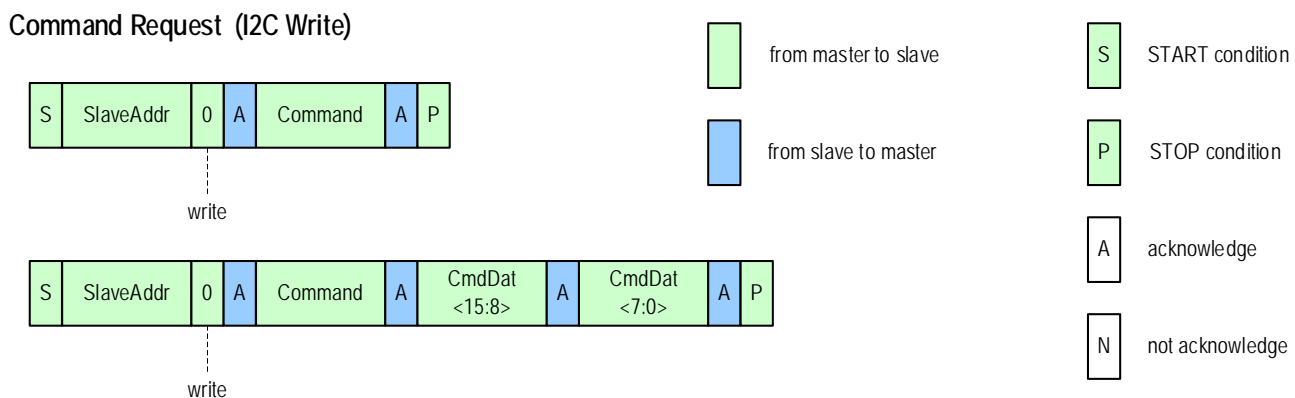 Command Request (I2C Write)
from master to slave
S START condition
S SlaveAddr 0 A Command A P
from slave to master
P STOP condition
write
A acknowledge
S SlaveAddr 0 A Command A CmdDat <15:8> A CmdDat <7:0> A P
N not acknowledge
write